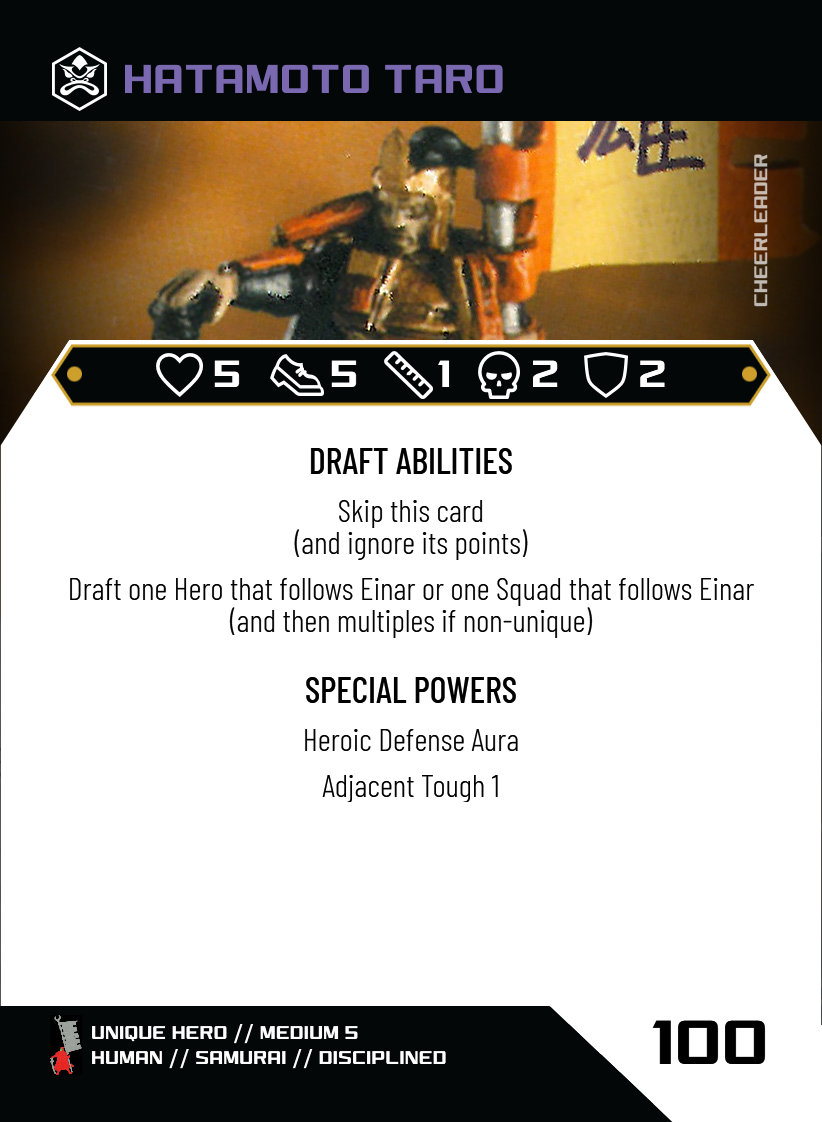 HATAMOTO TARO
CHEERLEADER
5 5 1 2 2
DRAFT ABILITIES
Skip this card
(and ignore its points)
Draft one Hero that follows Einar or one Squad that follows Einar
(and then multiples if non-unique)
SPECIAL POWERS
Heroic Defense Aura
Adjacent Tough 1
UNIQUE HERO // MEDIUM 5
HUMAN // SAMURAI // DISCIPLINED
100